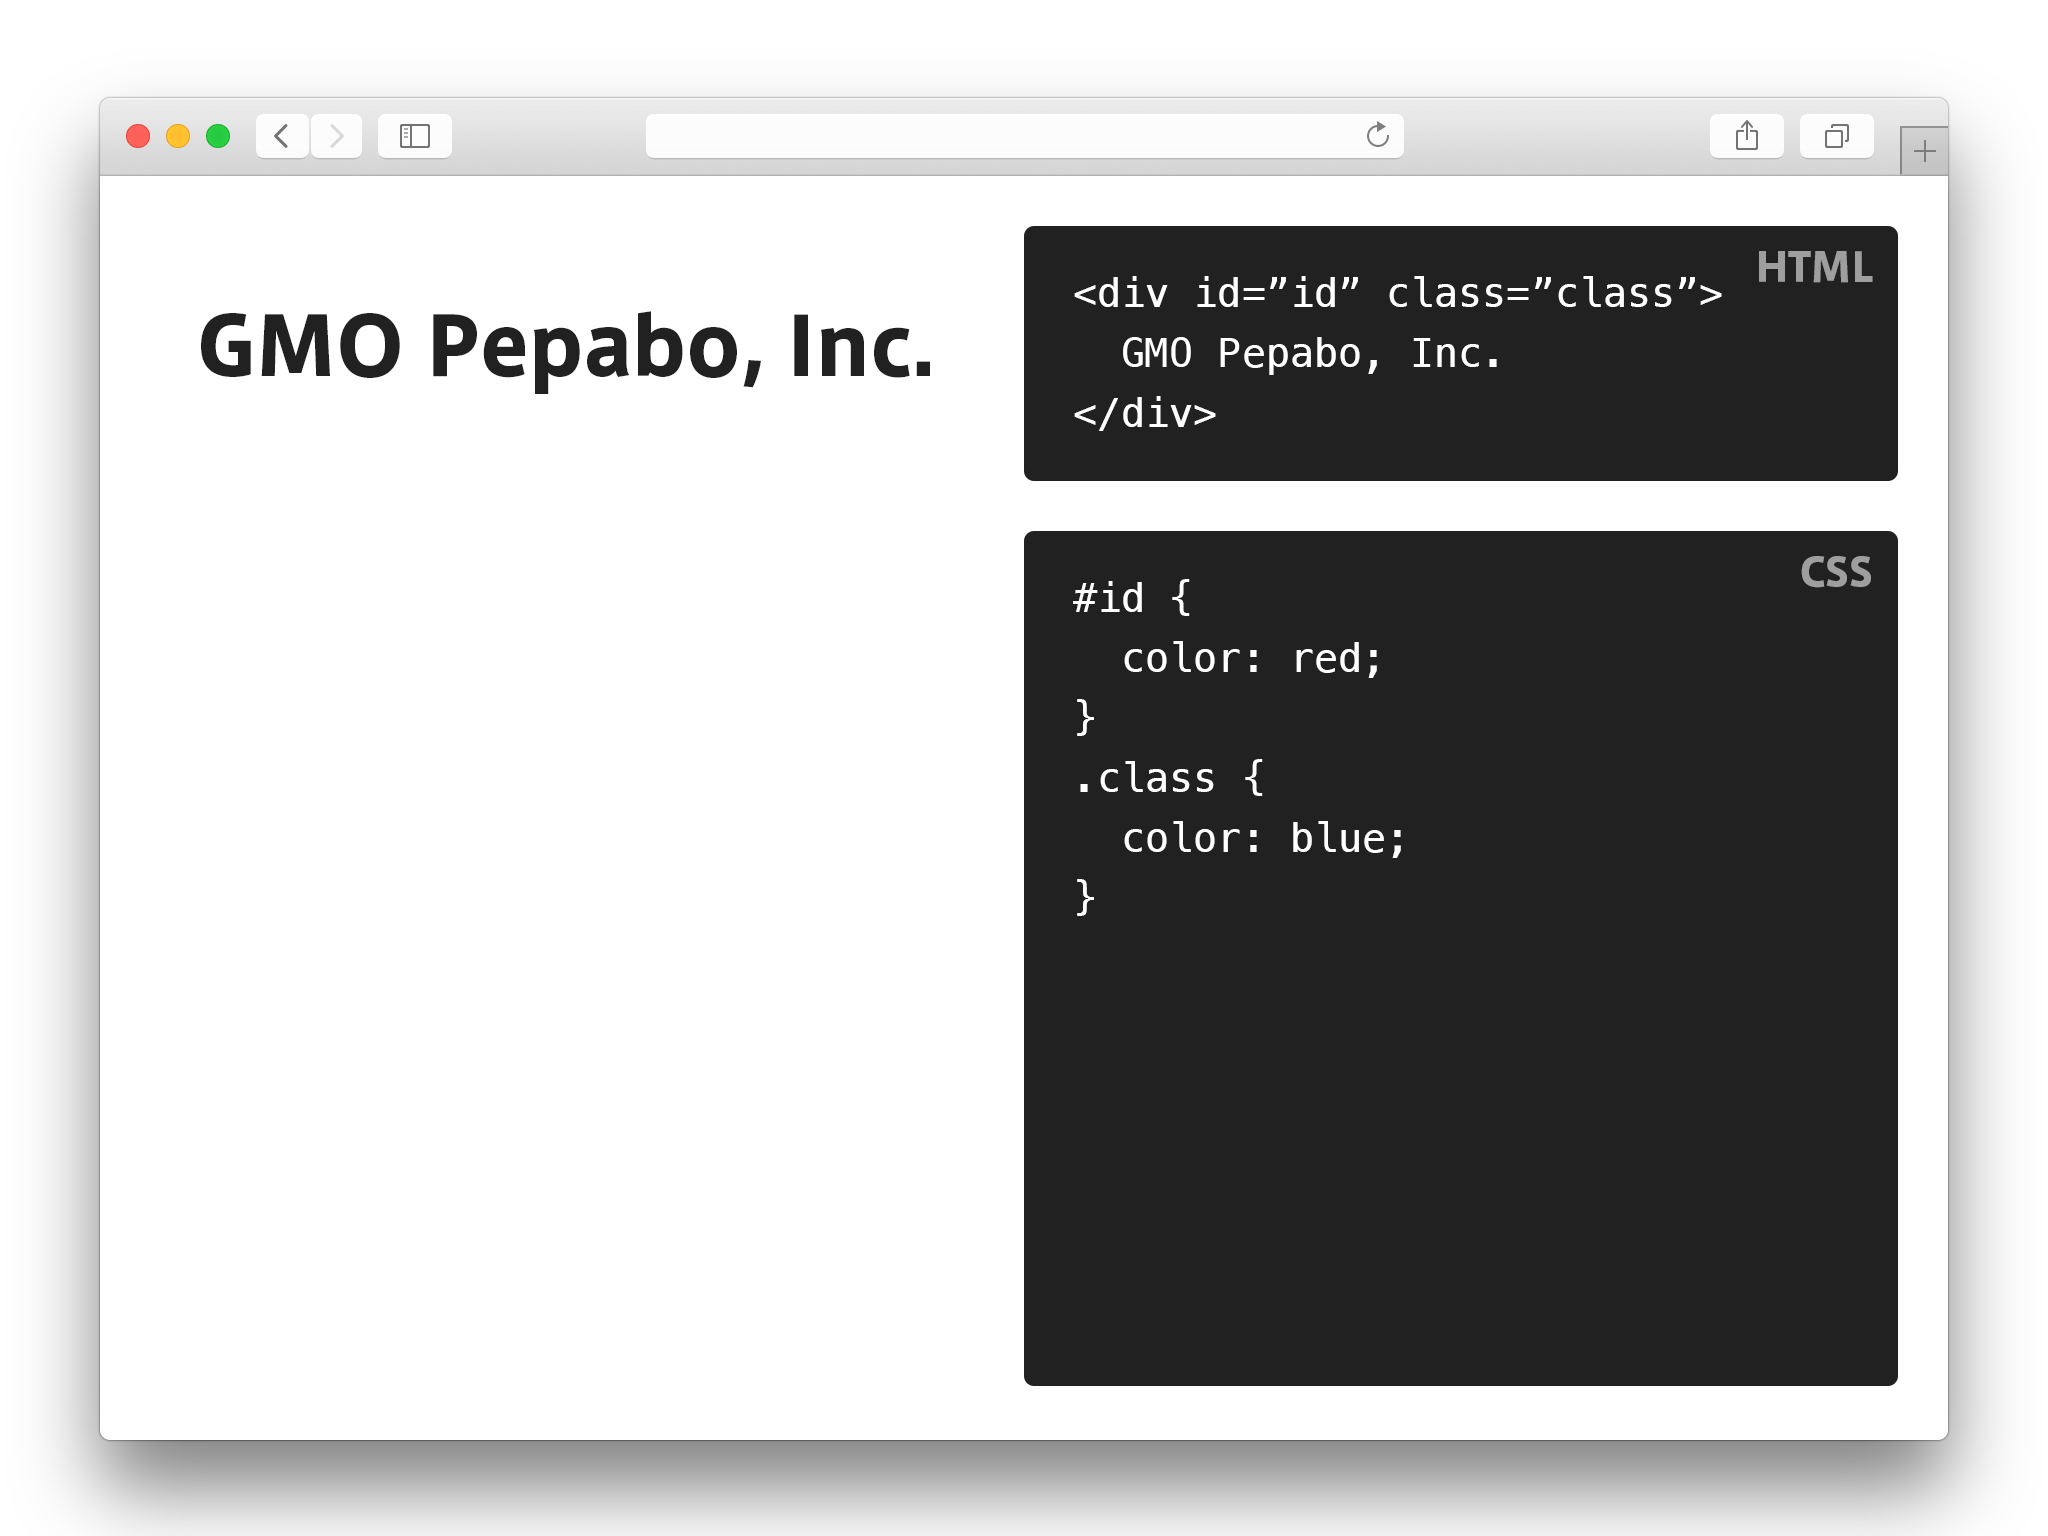 GMO Pepabo, Inc.
HTML
<div id=”id” class=”class”>
  GMO Pepabo, Inc.
</div>
CSS
#id {
  color: red;
}
.class {
  color: blue;
}